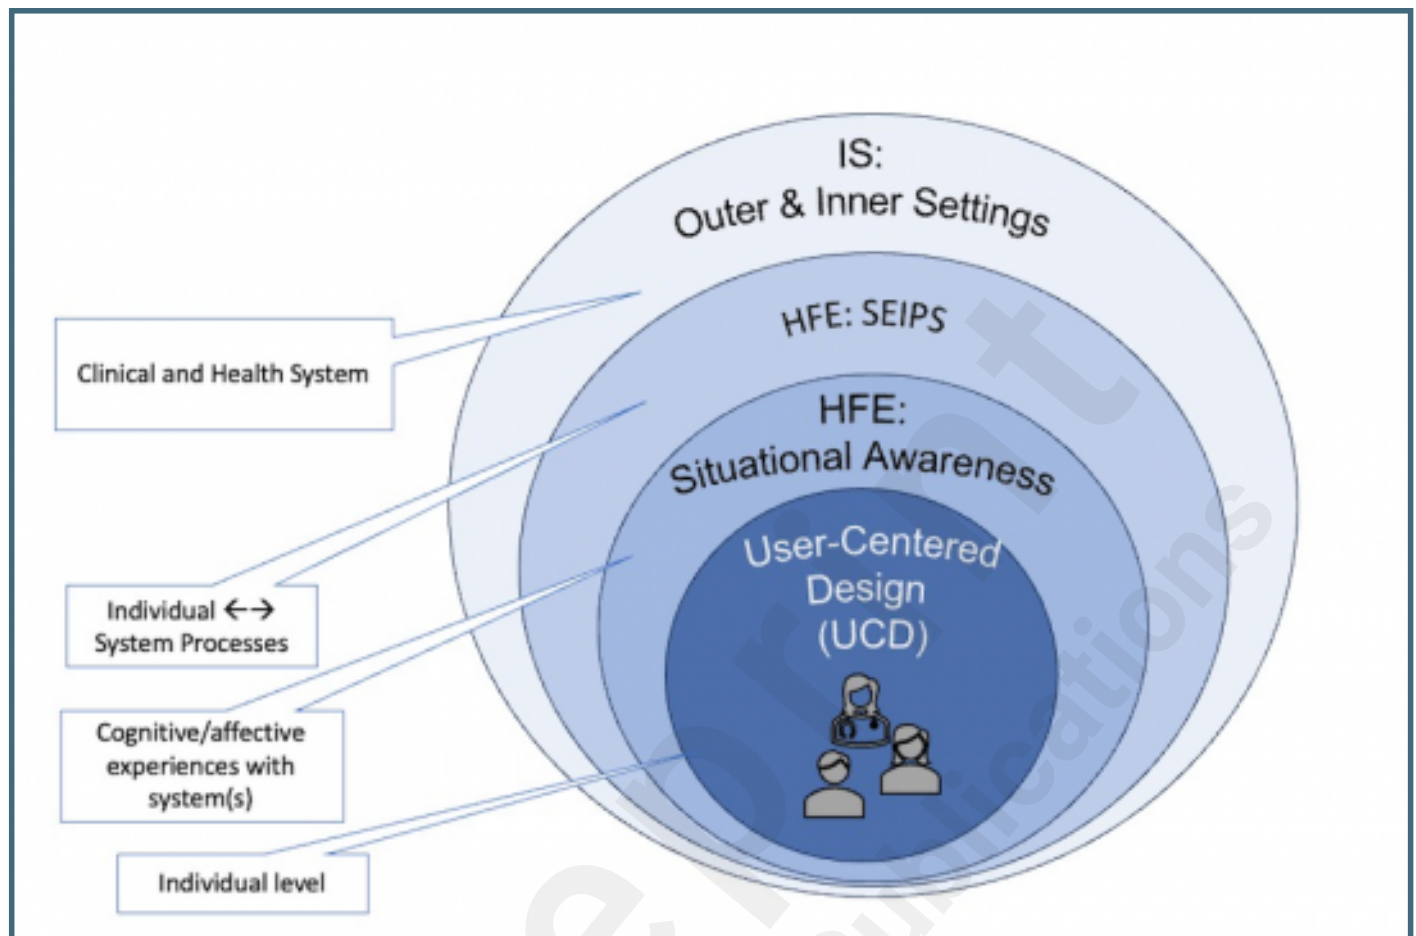 IS:
Outer & Inner Settings
HFE: SEIPS
HFE:
Situational Awareness
User-Centered
Design
(UCD)
Clinical and Health System
Individual ←→
System Processes
Cognitive/affective
experiences with
system(s)
Individual level